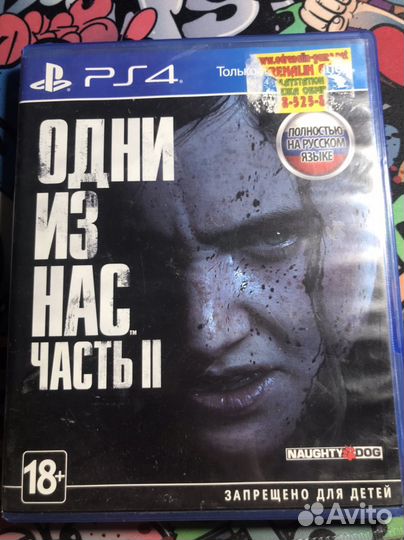 PS4
Только
ОДНИ
ИЗ
НАС
ЧАСТЬ II
ПОЛНОСТЬЮ
НА РУССКОМ
ЯЗЫКЕ
NAUGHTY DOG
18+
ЗАПРЕЩЕНО ДЛЯ ДЕТЕЙ
Avito